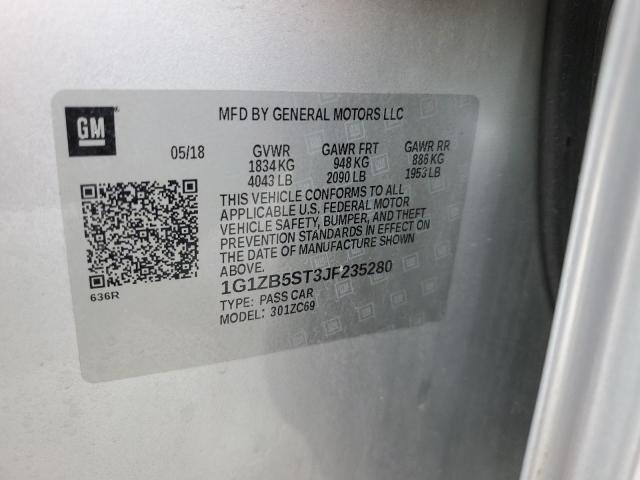 GM
MFD BY GENERAL MOTORS LLC
05/18 GVWR GAWR FRT GAWR RR
1834 KG 948 KG 886 KG
4043 LB 2090 LB 1953 LB
THIS VEHICLE CONFORMS TO ALL
APPLICABLE U.S. FEDERAL MOTOR
VEHICLE SAFETY, BUMPER, AND THEFT
PREVENTION STANDARDS IN EFFECT ON
THE DATE OF MANUFACTURE SHOWN
ABOVE.
1G1ZB5ST3JF235280
TYPE: PASS CAR
MODEL: 301ZC69
636R